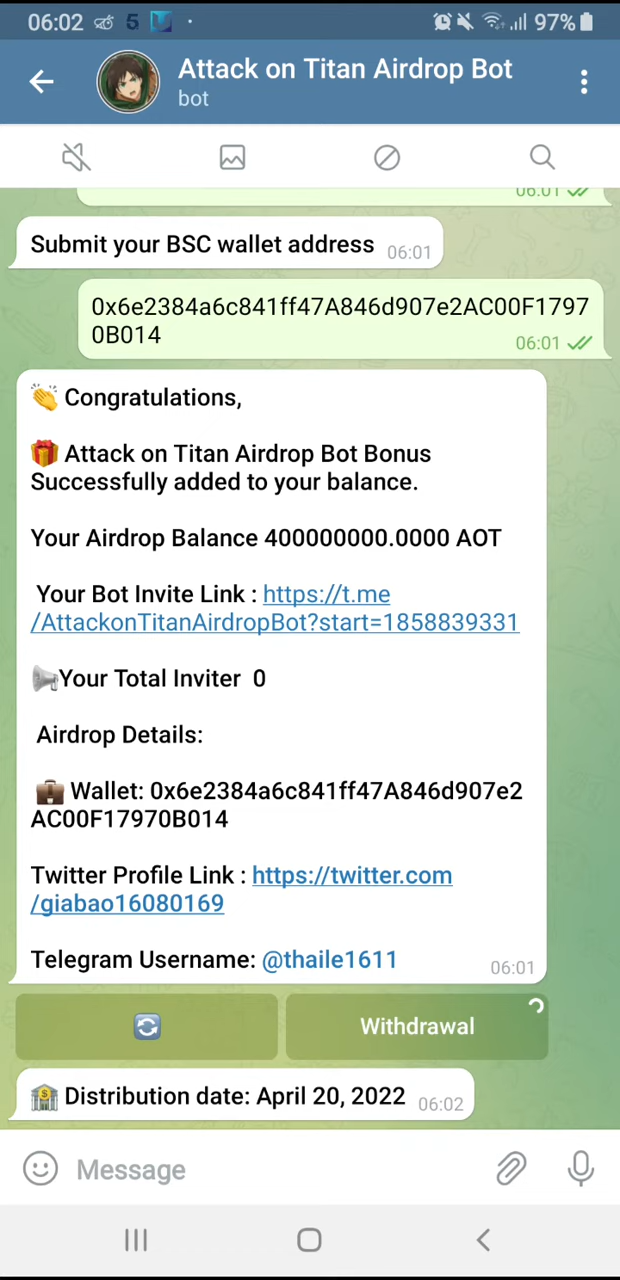 06:02 5 97%
Attack on Titan Airdrop Bot
bot
06:01
Submit your BSC wallet address 06:01
0x6e2384a6c841ff47A846d907e2AC00F1797
0B014 06:01
👏 Congratulations,
🎁 Attack on Titan Airdrop Bot Bonus
Successfully added to your balance.
Your Airdrop Balance 400000000.0000 AOT
Your Bot Invite Link : https://t.me
/AttackonTitanAirdropBot?start=1858839331
📢Your Total Inviter 0
Airdrop Details:
💼 Wallet: 0x6e2384a6c841ff47A846d907e2
AC00F17970B014
Twitter Profile Link : https://twitter.com
/giabao16080169
Telegram Username: @thaile1611 06:01
🔄 Withdrawal
🏦 Distribution date: April 20, 2022 06:02
Message